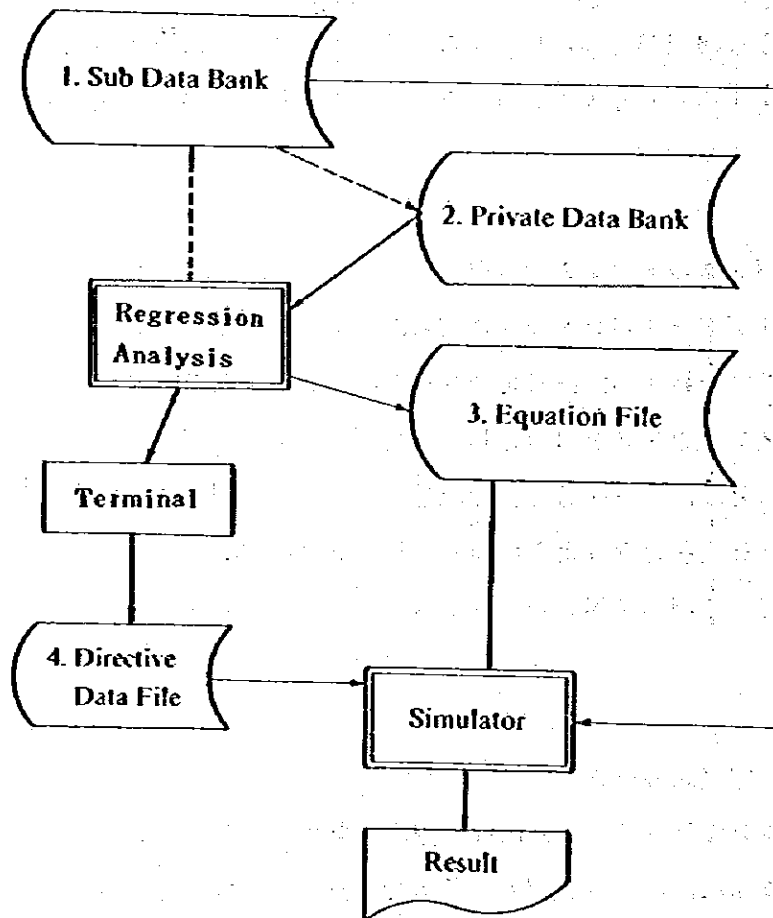 1. Sub Data Bank
2. Private Data Bank
Regression
Analysis
3. Equation File
Terminal
4. Directive
Data File
Simulator
Result